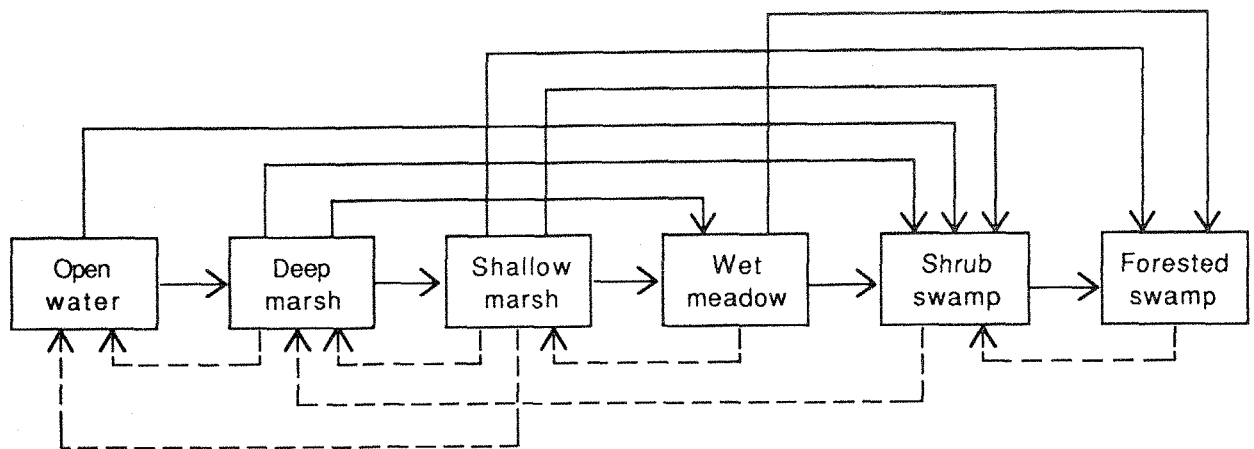 Open
water
Deep
marsh
Shallow
marsh
Wet
meadow
Shrub
swamp
Forested
swamp